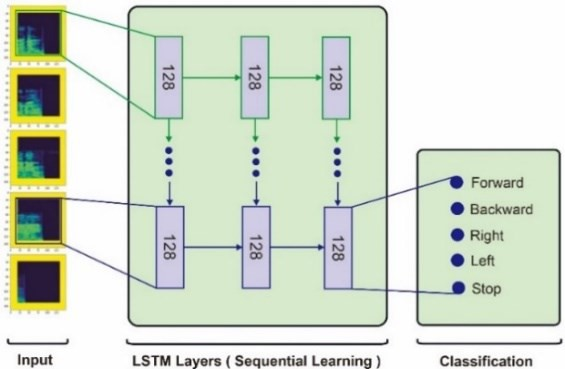 128 128 128
128 128 128
Forward
Backward
Right
Left
Stop
Input LSTM Layers ( Sequential Learning ) Classification